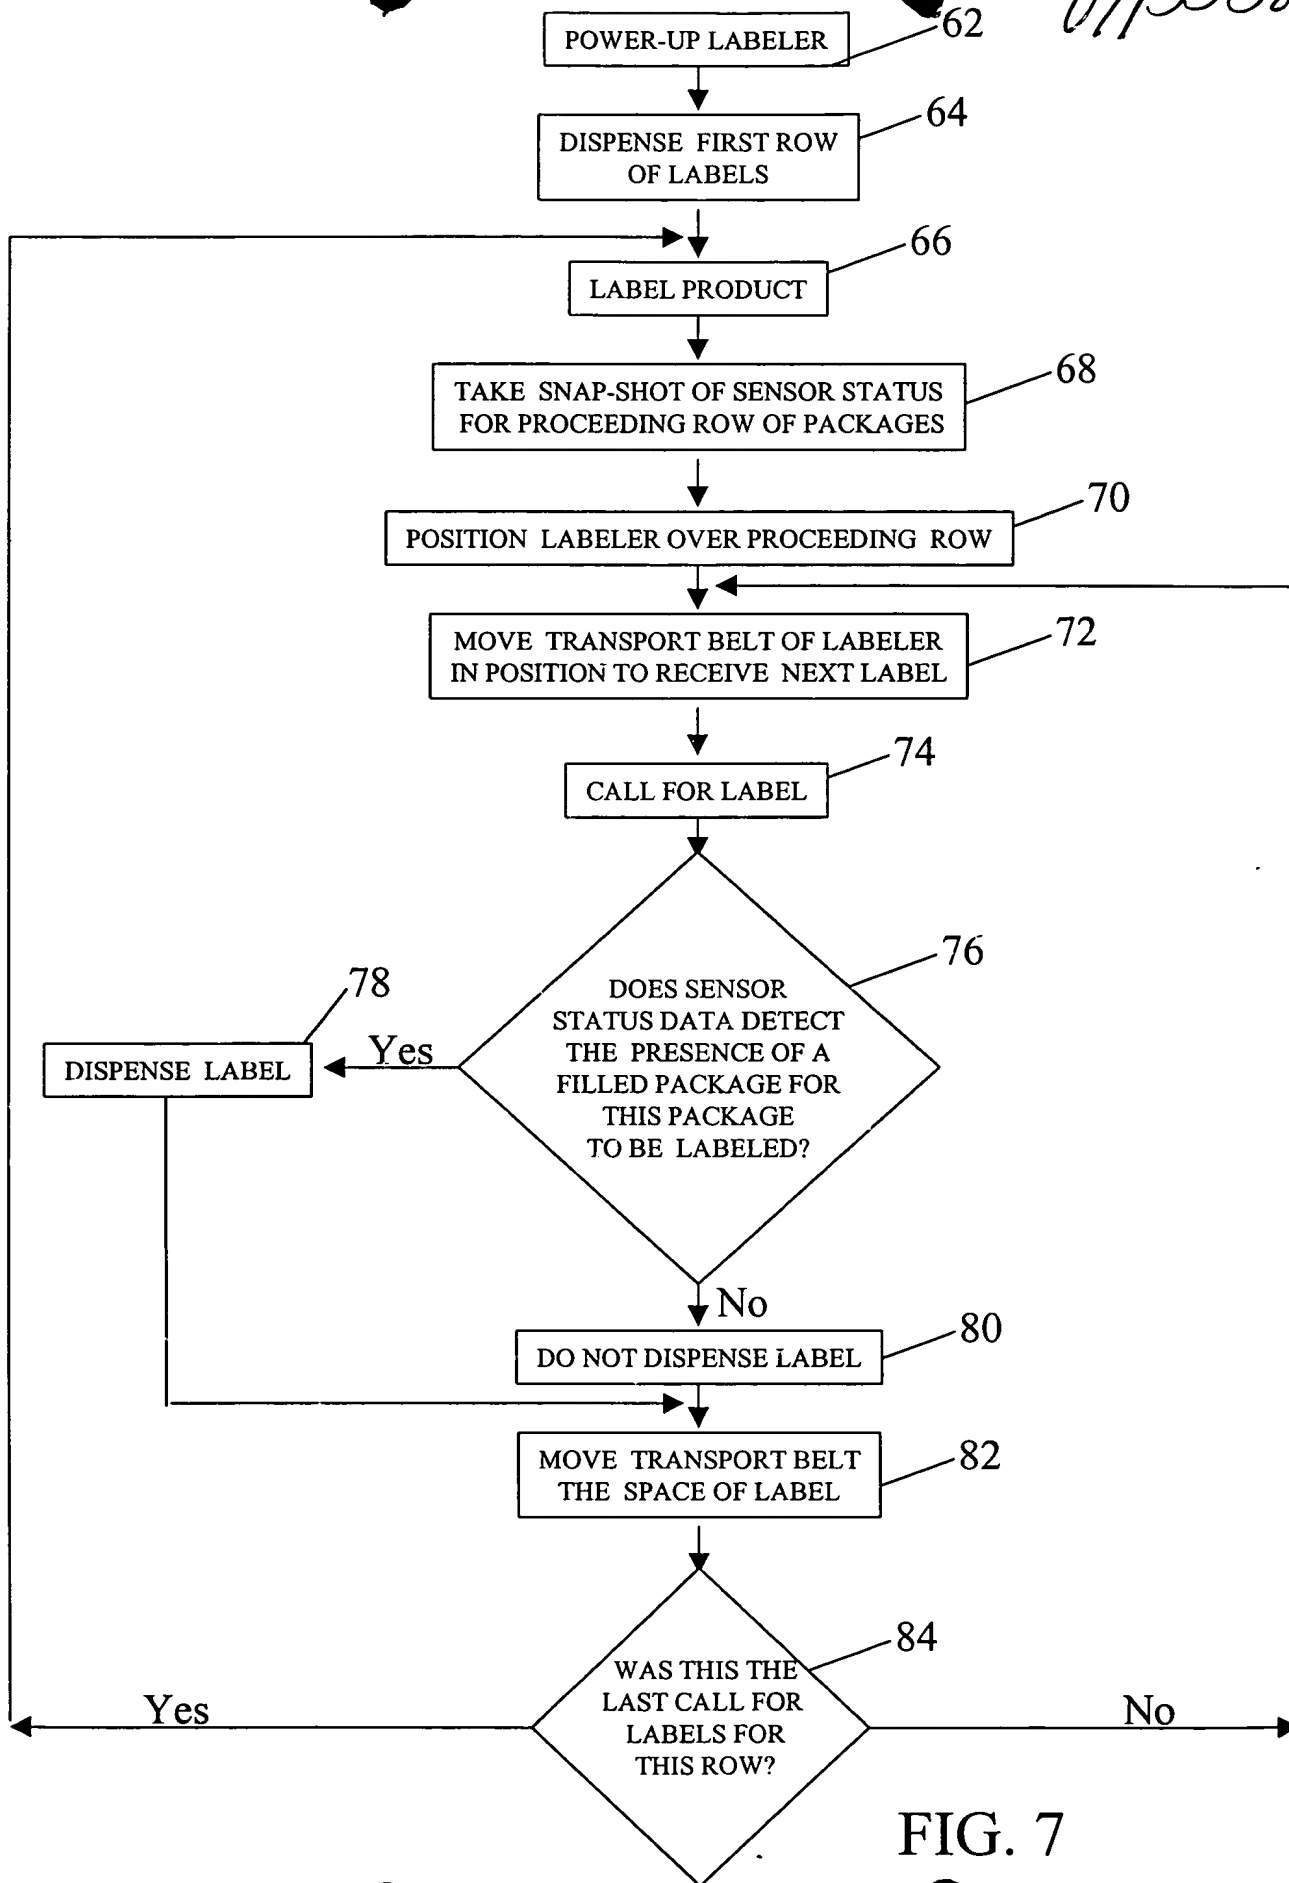 62
POWER-UP LABELER
64
DISPENSE FIRST ROW
OF LABELS
66
LABEL PRODUCT
68
TAKE SNAP-SHOT OF SENSOR STATUS
FOR PROCEEDING ROW OF PACKAGES
70
POSITION LABELER OVER PROCEEDING ROW
72
MOVE TRANSPORT BELT OF LABELER
IN POSITION TO RECEIVE NEXT LABEL
74
CALL FOR LABEL
76
DOES SENSOR
STATUS DATA DETECT
THE PRESENCE OF A
FILLED PACKAGE FOR
THIS PACKAGE
TO BE LABELED?
78
Yes
DISPENSE LABEL
No
80
DO NOT DISPENSE LABEL
82
MOVE TRANSPORT BELT
THE SPACE OF LABEL
84
WAS THIS THE
LAST CALL FOR
LABELS FOR
THIS ROW?
Yes
No
FIG. 7